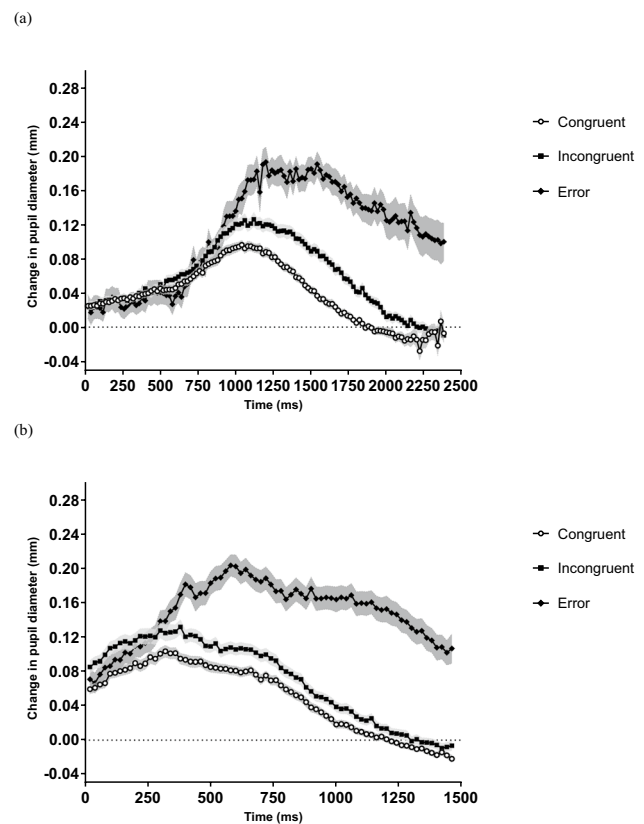 (a)
Change in pupil diameter (mm)
0.28
0.24
0.20
0.16
0.12
0.08
0.04
0.00
-0.04
0 250 500 750 1000 1250 1500 1750 2000 2250 2500
Time (ms)
Congruent
Incongruent
Error
(b)
Change in pupil diameter (mm)
0.28
0.24
0.20
0.16
0.12
0.08
0.04
0.00
-0.04
0 250 500 750 1000 1250 1500
Time (ms)
Congruent
Incongruent
Error